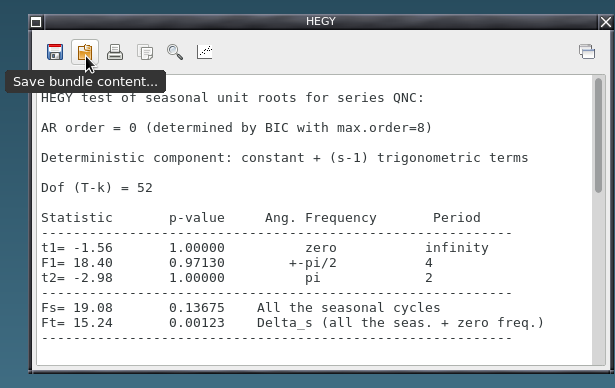 HEGY
Save bundle content...
HEGY test of seasonal unit roots for series QNC:
AR order = 0 (determined by BIC with max.order=8)
Deterministic component: constant + (s-1) trigonometric terms
Dof (T-k) = 52
Statistic p-value Ang. Frequency Period
-----------------------------------------------------------
t1= -1.56 1.00000 zero infinity
F1= 18.40 0.97130 +-pi/2 4
t2= -2.98 1.00000 pi 2
-----------------------------------------------------------
Fs= 19.08 0.13675 All the seasonal cycles
Ft= 15.24 0.00123 Delta_s (all the seas. + zero freq.)
-----------------------------------------------------------